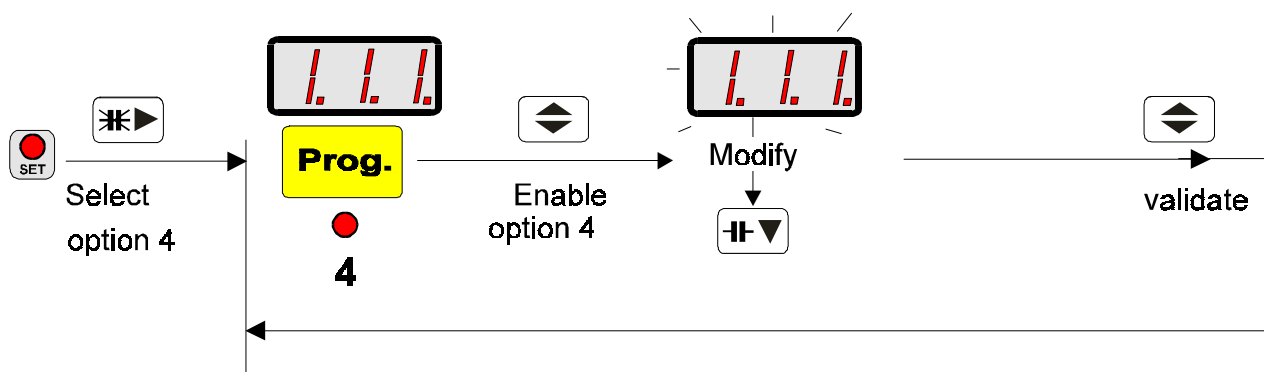 1.1.1.
1.1.1.
SET
Prog.
Modify
Select
option 4
Enable
option 4
validate
4